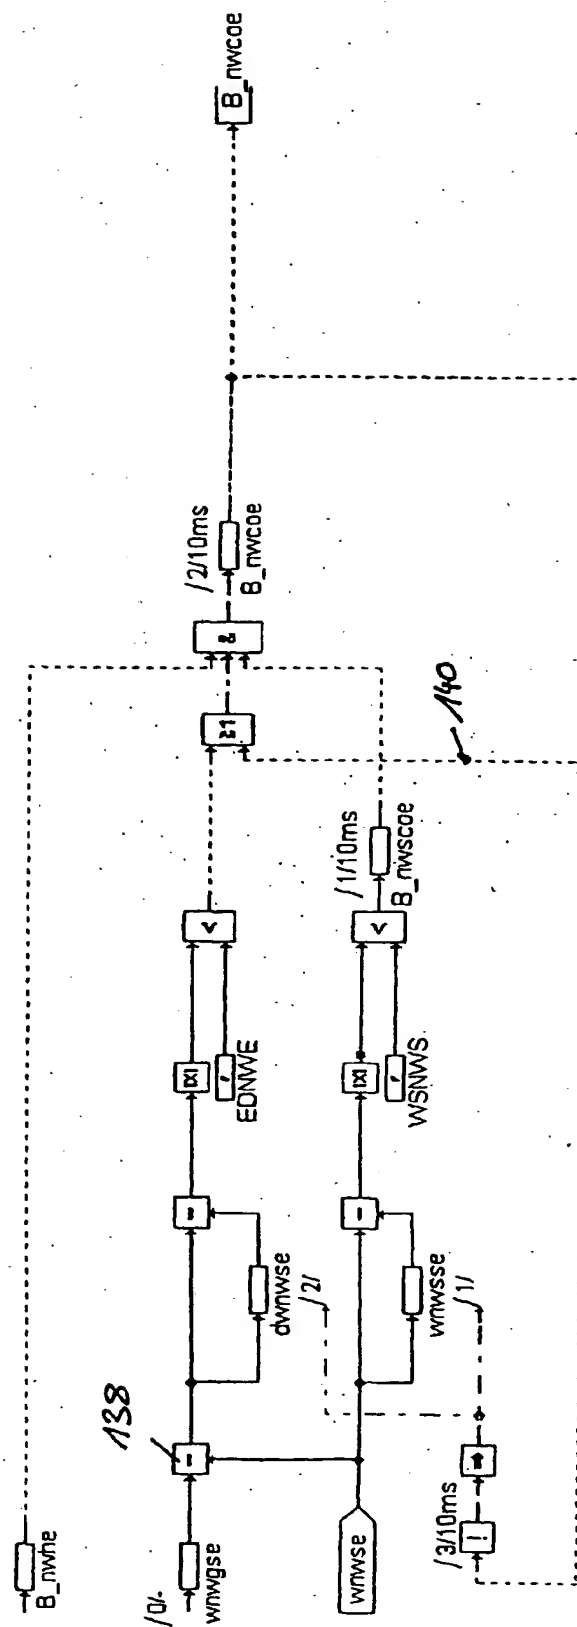 B_nwhe
/0/-
wnwgse
138
dwnwse
/2/
|X|
EDNWE
<
≥1
&
/2/10ms
B_nwcoe
B_nwcoe
wnwse
wnwsse
/1/
|X|
WSNWS
<
/1/10ms
B_nwscoe
140
/3/10ms
!